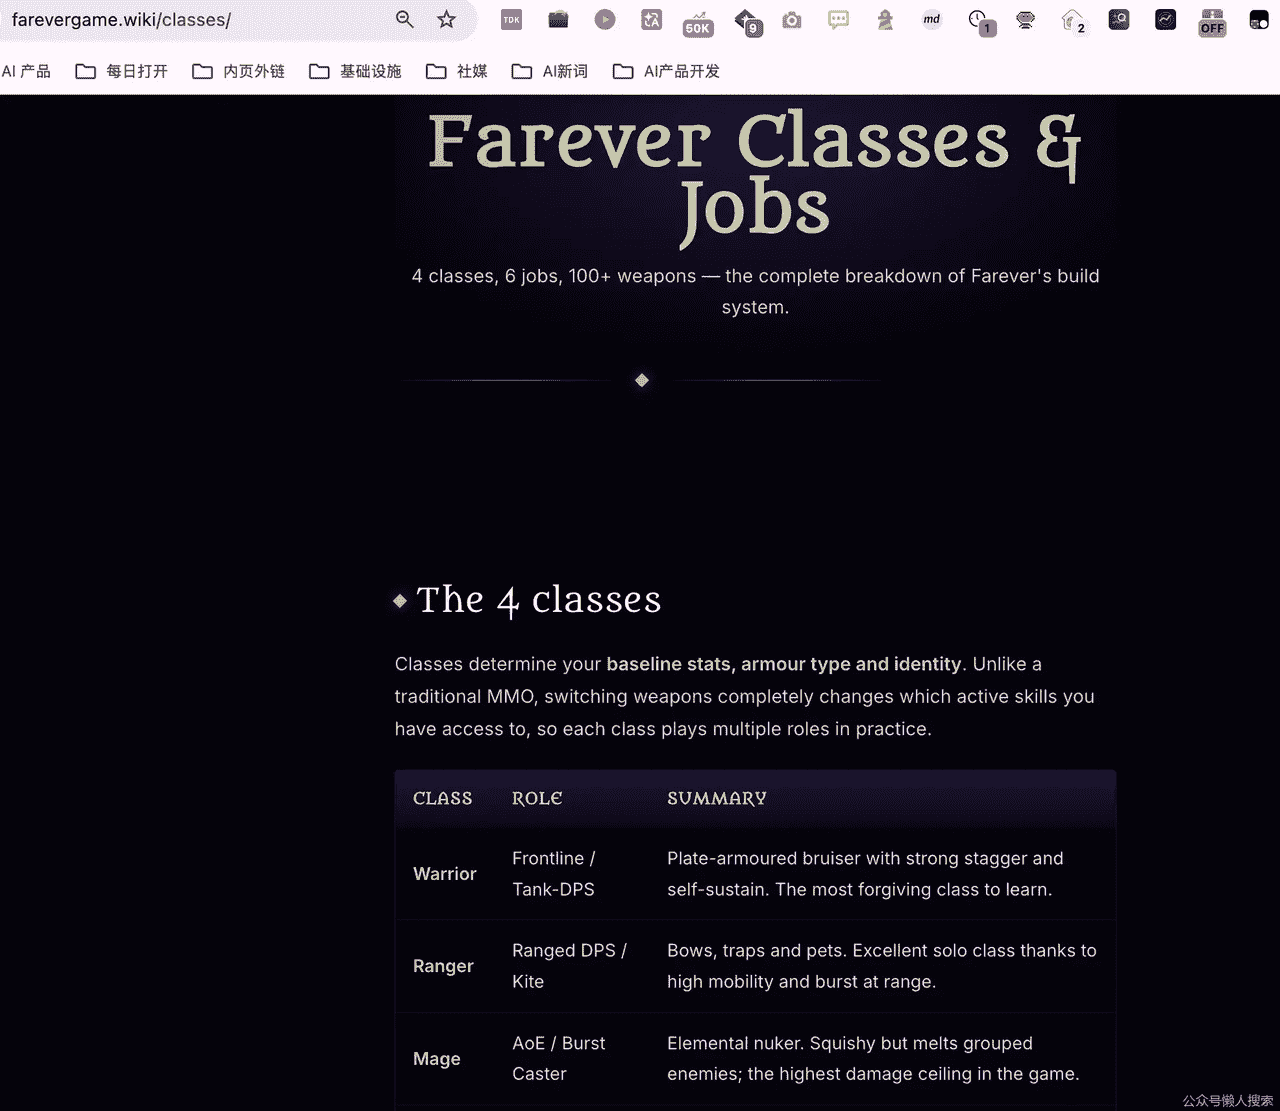 farevergame.wiki/classes/
TDK
50K
9
md
1
2
OFF
AI 产品
每日打开
内页外链
基础设施
社媒
AI新词
AI产品开发
Farever Classes &
Jobs
4 classes, 6 jobs, 100+ weapons — the complete breakdown of Farever's build
system.
The 4 classes
Classes determine your baseline stats, armour type and identity. Unlike a
traditional MMO, switching weapons completely changes which active skills you
have access to, so each class plays multiple roles in practice.
CLASS ROLE SUMMARY
Warrior
Frontline /
Tank-DPS
Plate-armoured bruiser with strong stagger and
self-sustain. The most forgiving class to learn.
Ranger
Ranged DPS /
Kite
Bows, traps and pets. Excellent solo class thanks to
high mobility and burst at range.
Mage
AoE / Burst
Caster
Elemental nuker. Squishy but melts grouped
enemies; the highest damage ceiling in the game.
公众号懒人搜索